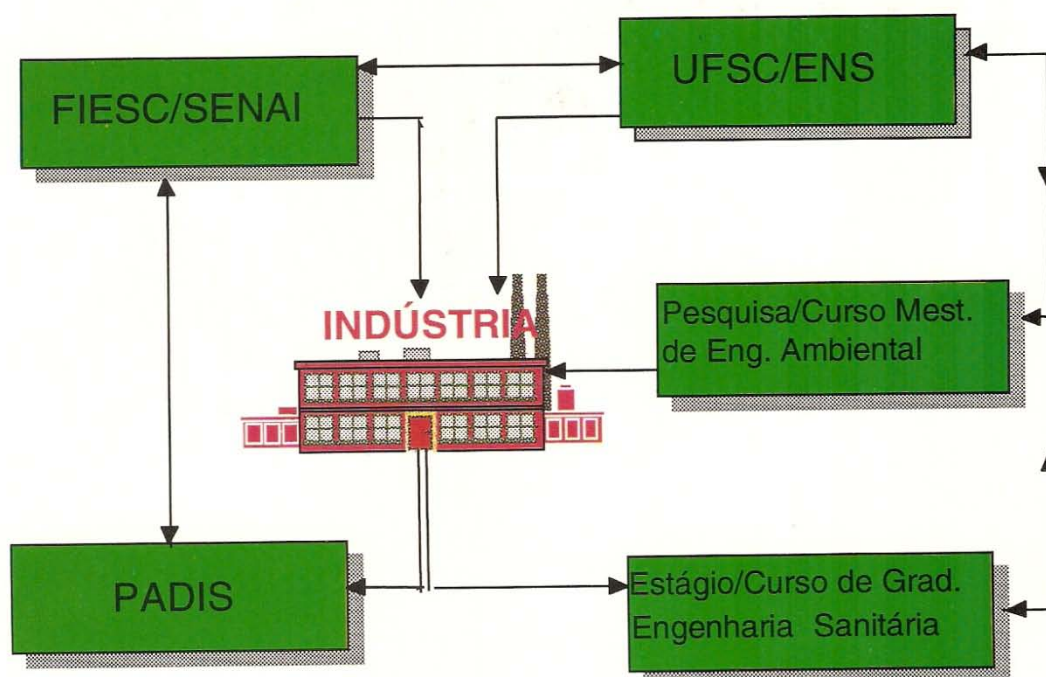 FIESC/SENAI
UFSC/ENS
INDÚSTRIA
Pesquisa/Curso Mest.
de Eng. Ambiental
PADIS
Estágio/Curso de Grad.
Engenharia Sanitária